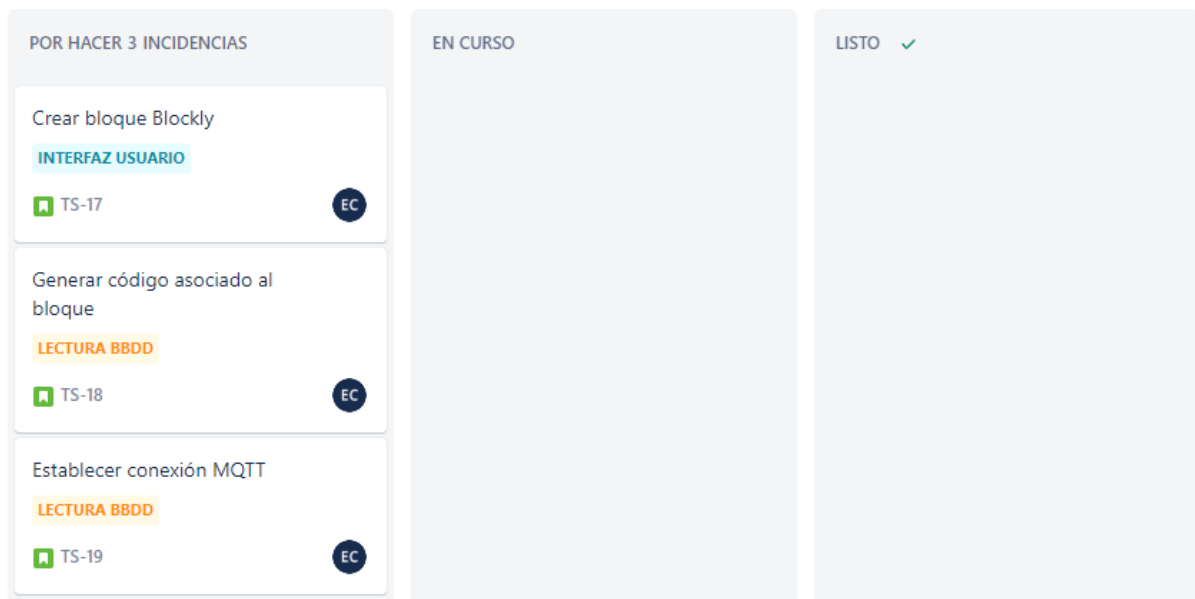 POR HACER 3 INCIDENCIAS
Crear bloque Blockly
INTERFAZ USUARIO
TS-17
EC
Generar código asociado al
bloque
LECTURA BBDD
TS-18
EC
Establecer conexión MQTT
LECTURA BBDD
TS-19
EC
EN CURSO
LISTO